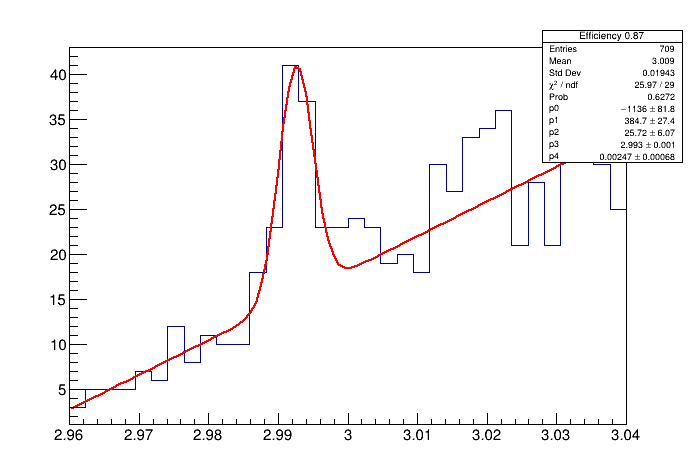 Efficiency 0.87
Entries 709
Mean 3.009
Std Dev 0.01943
χ² / ndf 25.97 / 29
Prob 0.6272
p0 −1136 ± 81.8
p1 384.7 ± 27.4
p2 25.72 ± 6.07
p3 2.993 ± 0.001
p4 0.00247 ± 0.00068
40
35
30
25
20
15
10
5
2.96 2.97 2.98 2.99 3 3.01 3.02 3.03 3.04